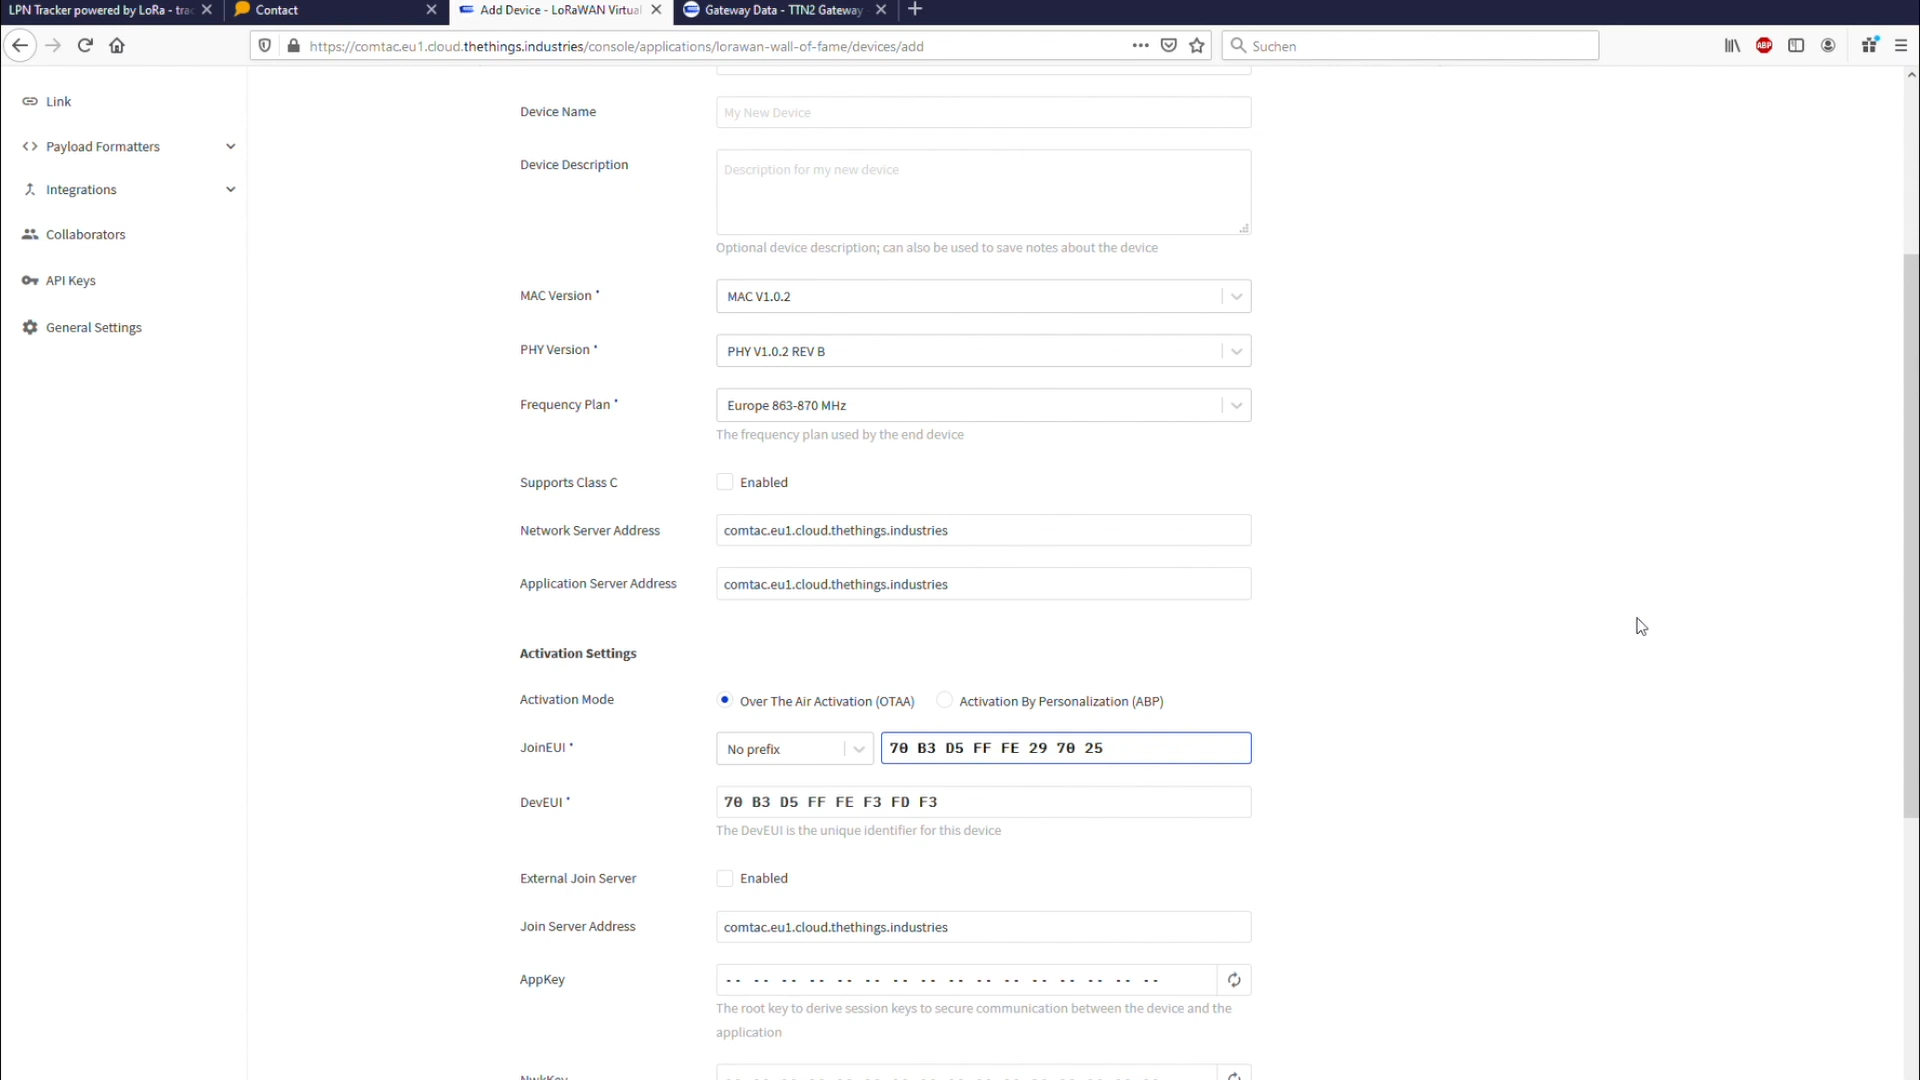 LPN Tracker powered by LoRa - trac
Contact
Add Device - LoRaWAN Virtual
Gateway Data - TTN2 Gateway
https://comtac.eu1.cloud.thethings.industries/console/applications/lorawan-wall-of-fame/devices/add
Suchen
ABP
Link
Payload Formatters
Integrations
Collaborators
API Keys
General Settings
Device Name
My New Device
Device Description
Description for my new device
Optional device description; can also be used to save notes about the device
MAC Version *
MAC V1.0.2
PHY Version *
PHY V1.0.2 REV B
Frequency Plan *
Europe 863-870 MHz
The frequency plan used by the end device
Supports Class C
Enabled
Network Server Address
comtac.eu1.cloud.thethings.industries
Application Server Address
comtac.eu1.cloud.thethings.industries
Activation Settings
Activation Mode
Over The Air Activation (OTAA)
Activation By Personalization (ABP)
JoinEUI *
No prefix
70 B3 D5 FF FE 29 70 25
DevEUI *
70 B3 D5 FF FE F3 FD F3
The DevEUI is the unique identifier for this device
External Join Server
Enabled
Join Server Address
comtac.eu1.cloud.thethings.industries
AppKey
-- -- -- -- -- -- -- -- -- -- -- -- -- -- -- --
The root key to derive session keys to secure communication between the device and the
application
NwkKey
-- -- -- -- -- -- -- -- -- -- -- -- -- -- -- --